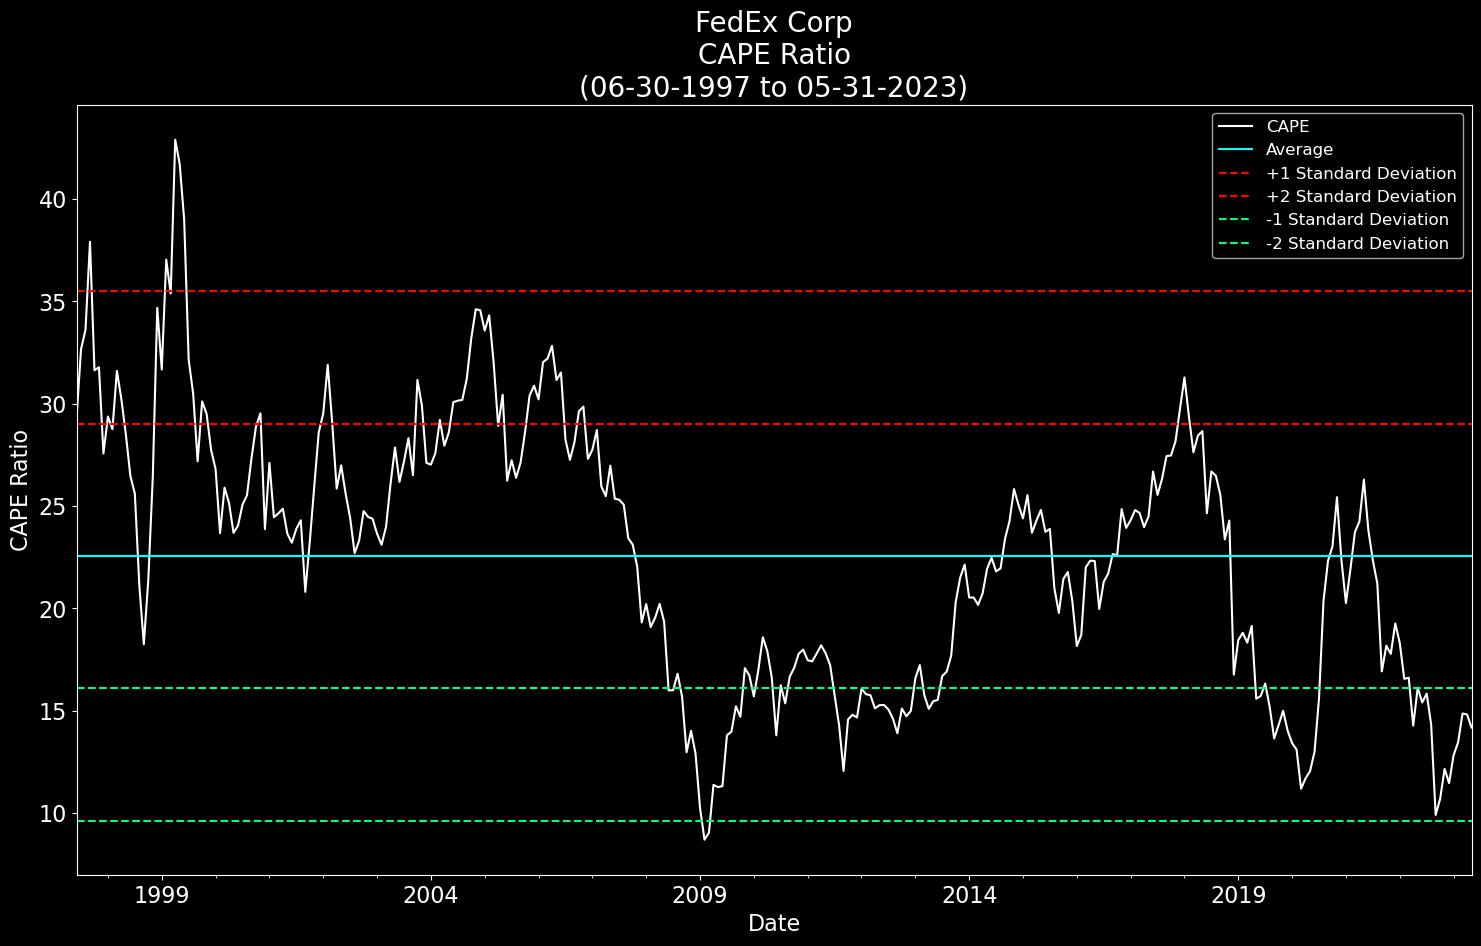 FedEx Corp
CAPE Ratio
(06-30-1997 to 05-31-2023)
CAPE
Average
+1 Standard Deviation
+2 Standard Deviation
-1 Standard Deviation
-2 Standard Deviation
CAPE Ratio
40
35
30
25
20
15
10
1999
2004
2009
2014
2019
Date